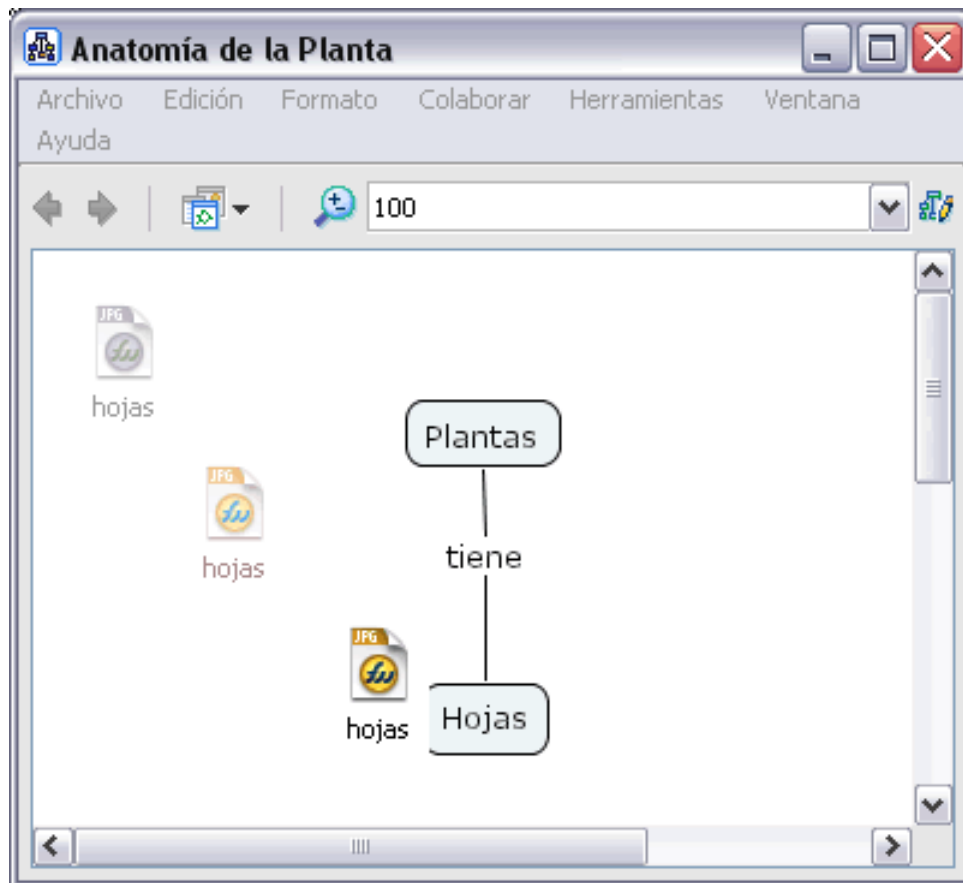 Anatomía de la Planta
Archivo Edición Formato Colaborar Herramientas Ventana
Ayuda
100
JPG
hojas
Plantas
JPG
hojas
tiene
JPG
hojas
Hojas